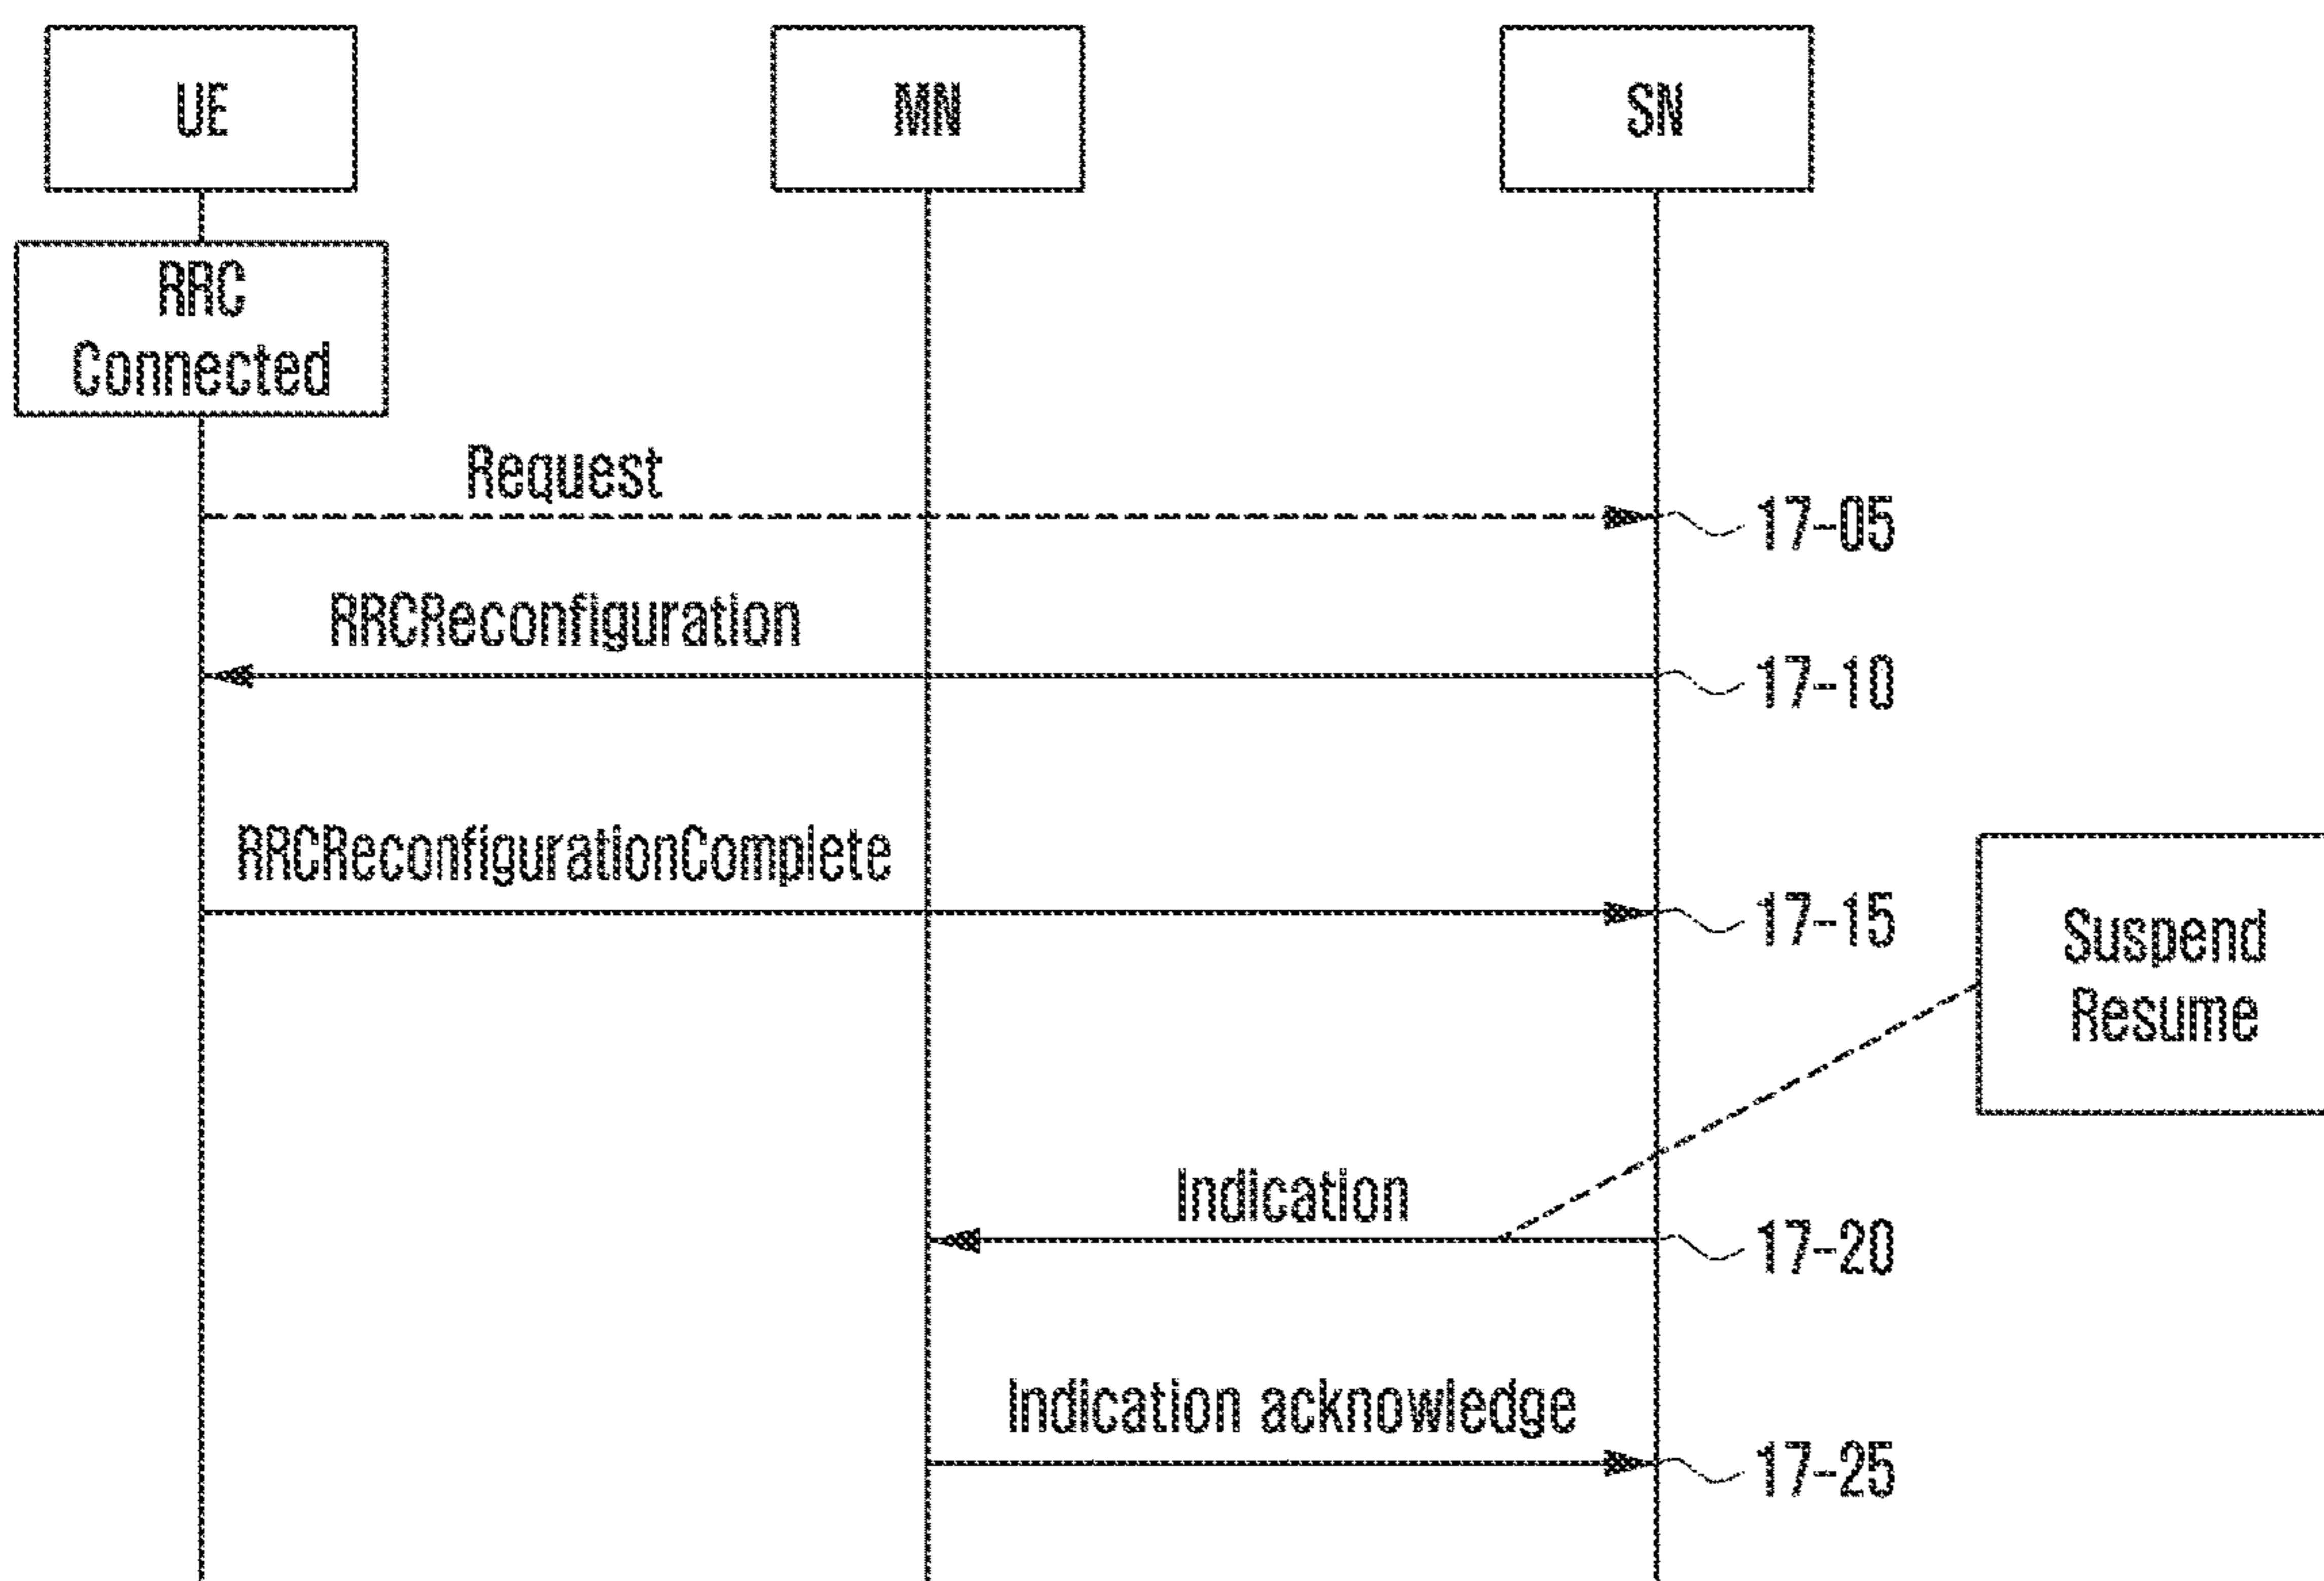 UE
MN
SN
RRC
Connected
Request
17-05
RRCReconfiguration
17-10
RRCReconfigurationComplete
17-15
Suspend
Resume
Indication
17-20
Indication acknowledge
17-25